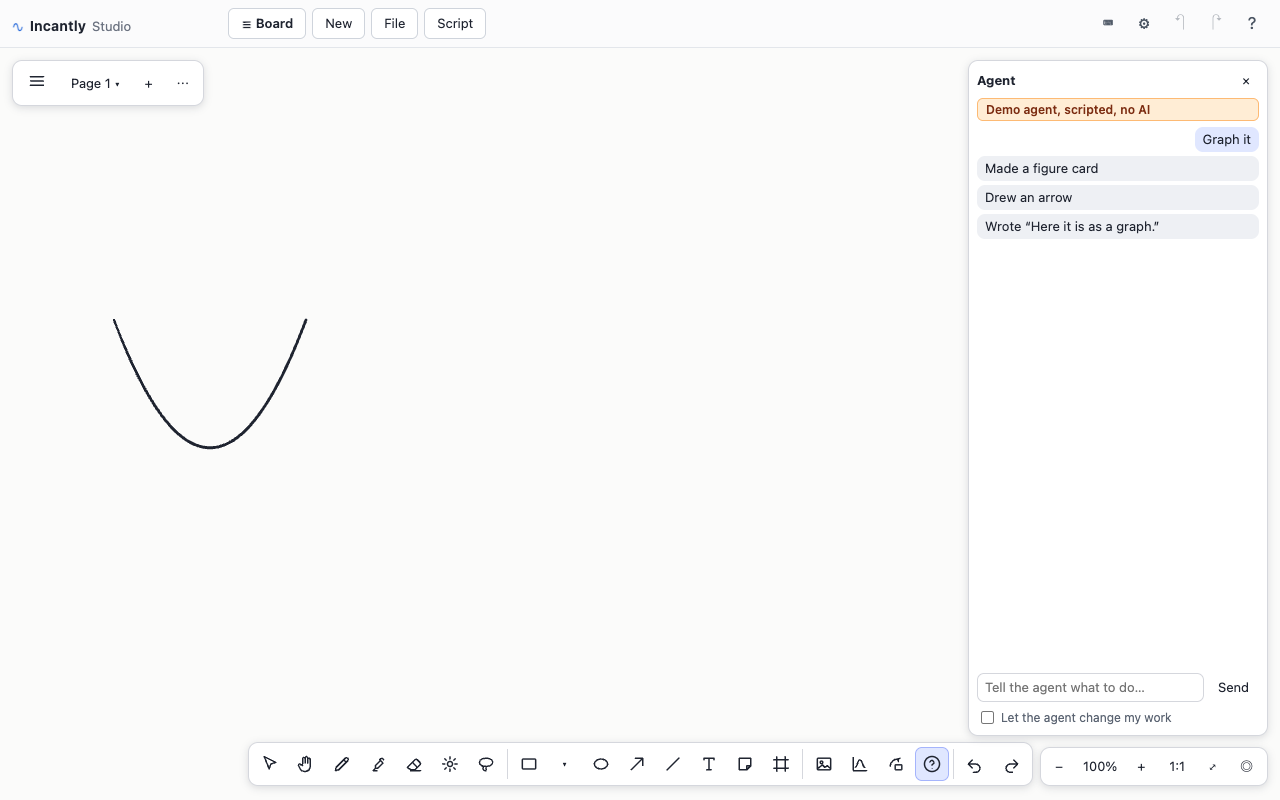 Incantly Studio
Board New File Script
?
Page 1
Agent
Demo agent, scripted, no AI
Graph it
Made a figure card
Drew an arrow
Wrote “Here it is as a graph.”
Tell the agent what to do… Send
Let the agent change my work
− 100% + 1:1